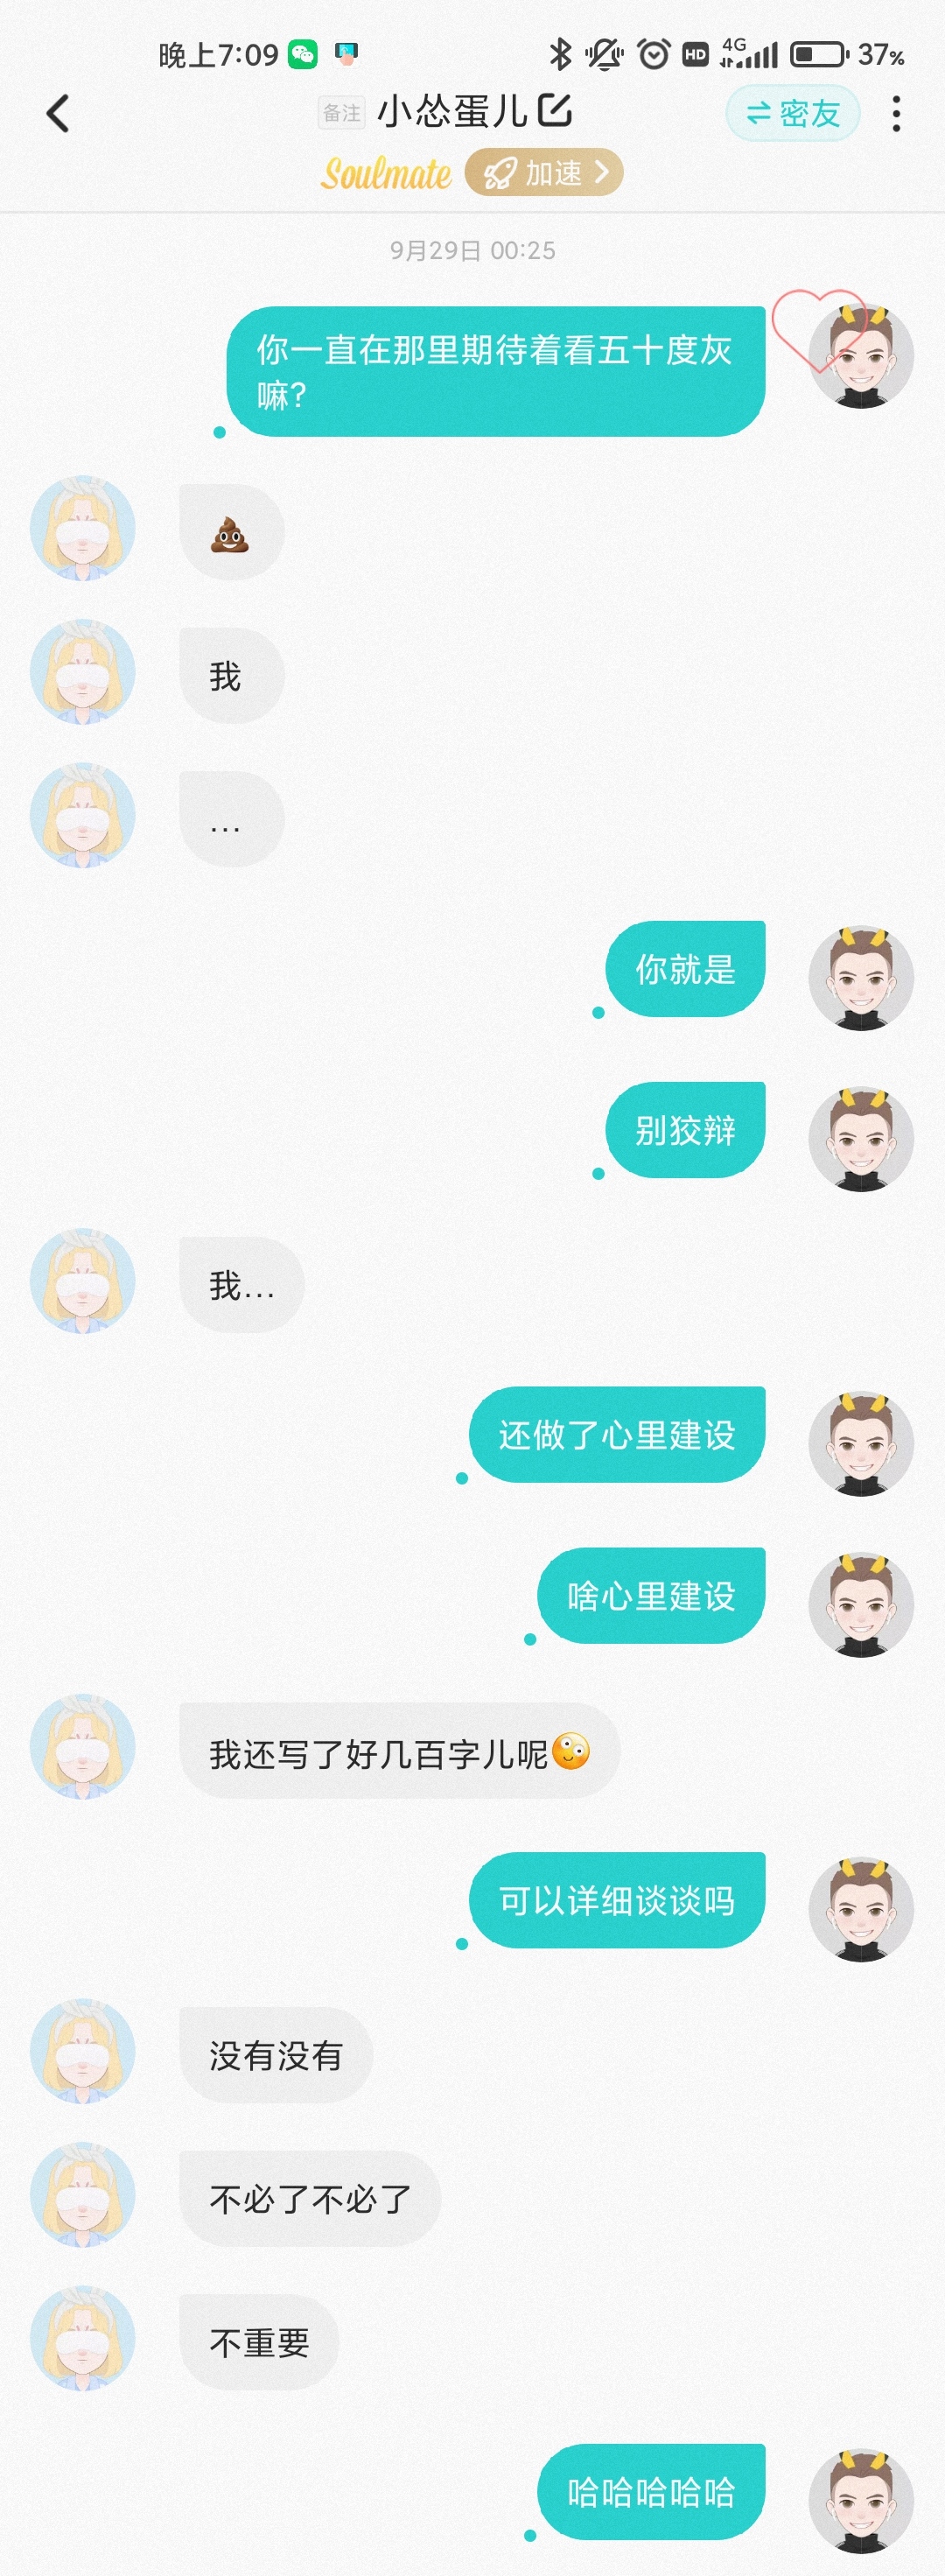 晚上7:09
HD
4G
37%
备注
小怂蛋儿
密友
Soulmate
加速
9月29日 00:25
你一直在那里期待着看五十度灰
嘛?
我
...
你就是
别狡辩
我...
还做了心里建设
啥心里建设
我还写了好几百字儿呢
可以详细谈谈吗
没有没有
不必了不必了
不重要
哈哈哈哈哈